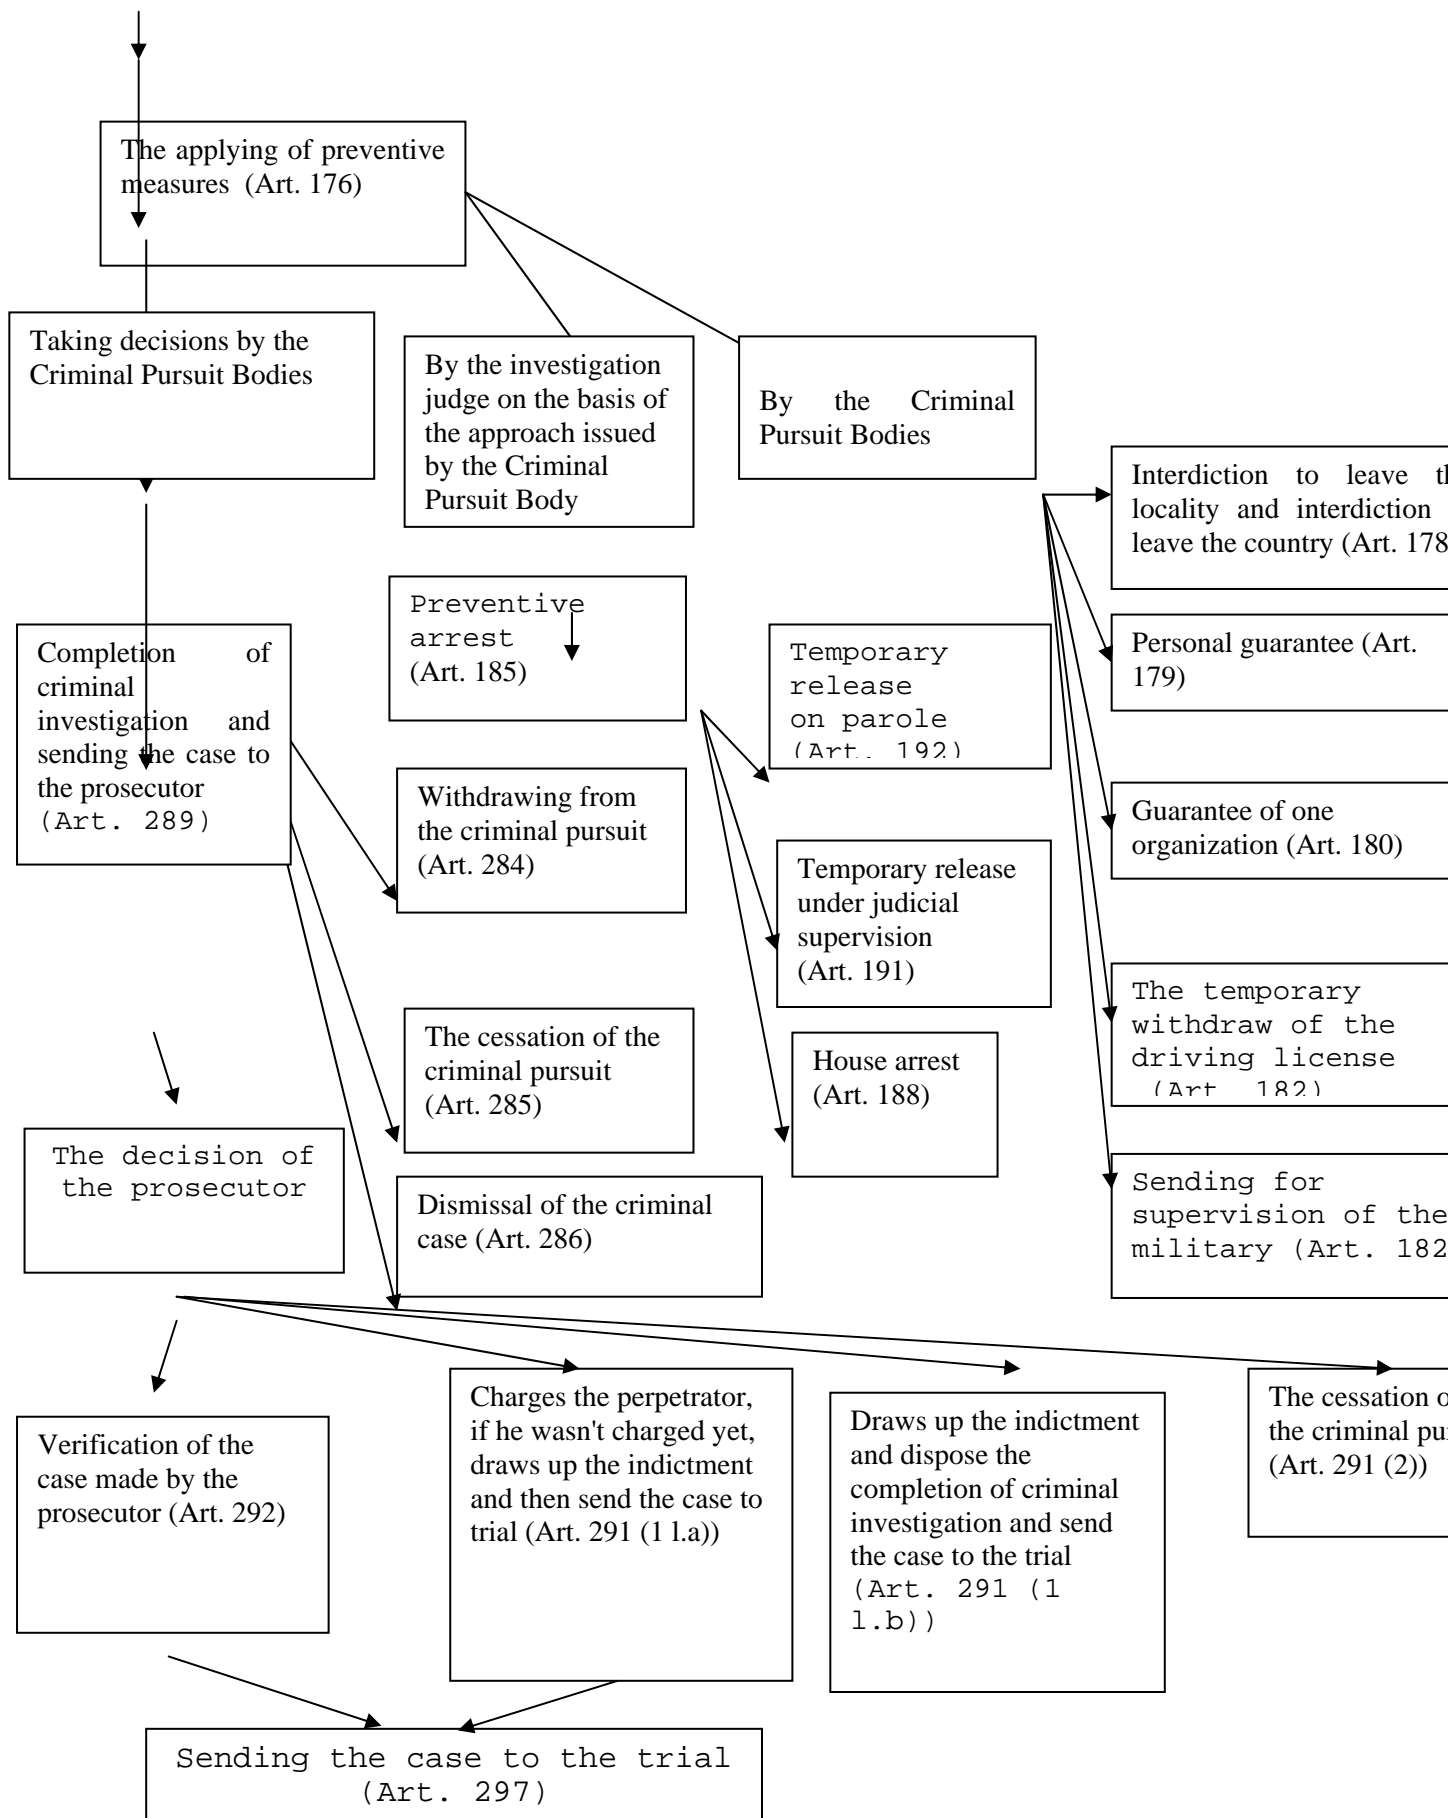 The applying of preventive
measures (Art. 176)
Taking decisions by the
Criminal Pursuit Bodies
By the investigation
judge on the basis of
the approach issued
by the Criminal
Pursuit Body
By the Criminal
Pursuit Bodies
Interdiction to leave
locality and interdiction
leave the country (Art. 178
Preventive
arrest
(Art. 185)
Temporary
release
on parole
(Art. 192)
Personal guarantee (Art.
179)
Completion of
criminal
investigation and
sending the case to
the prosecutor
(Art. 289)
Withdrawing from
the criminal pursuit
(Art. 284)
Guarantee of one
organization (Art. 180)
Temporary release
under judicial
supervision
(Art. 191)
The temporary
withdraw of the
driving license
(Art. 182)
The cessation of the
criminal pursuit
(Art. 285)
House arrest
(Art. 188)
The decision of
the prosecutor
Dismissal of the criminal
case (Art. 286)
Sending for
supervision of the
military (Art. 182
Verification of the
case made by the
prosecutor (Art. 292)
Charges the perpetrator,
if he wasn't charged yet,
draws up the indictment
and then send the case to
trial (Art. 291 (1 l.a))
Draws up the indictment
and dispose the
completion of criminal
investigation and send
the case to the trial
(Art. 291 (1
l.b))
The cessation
the criminal
(Art. 291 (2))
Sending the case to the trial
(Art. 297)